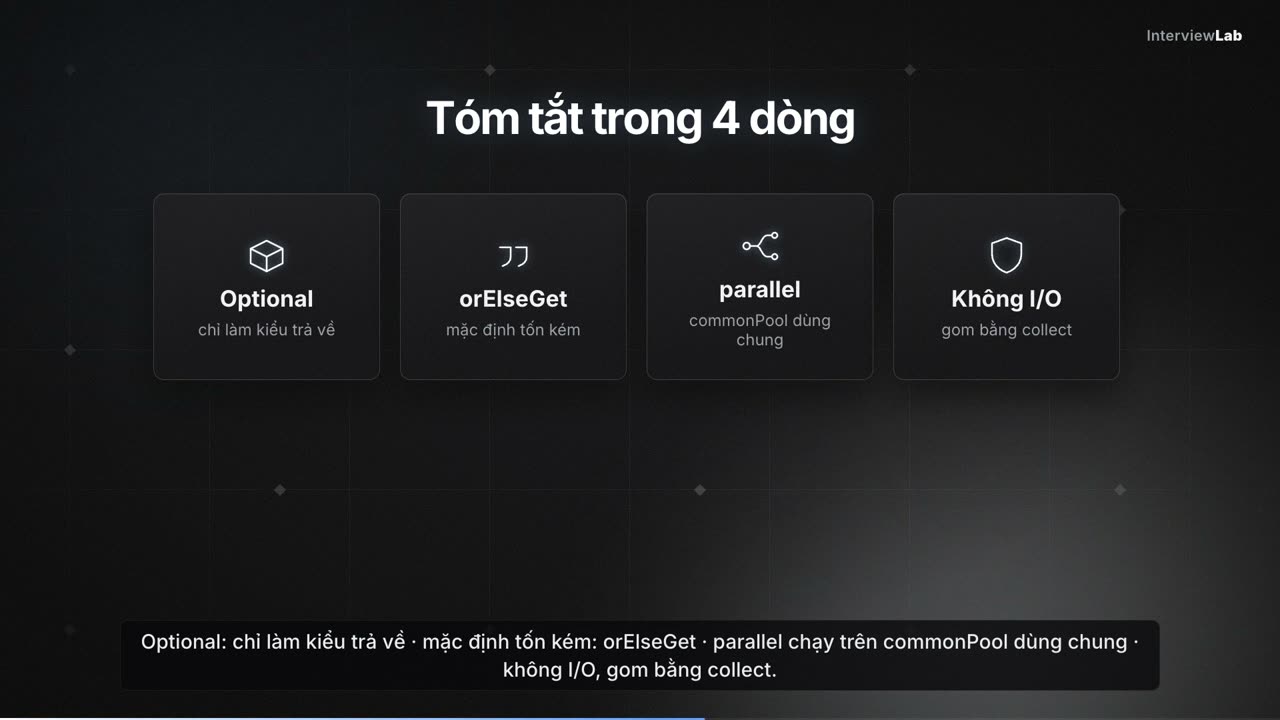 InterviewLab
Tóm tắt trong 4 dòng
Optional
chỉ làm kiểu trả về
orElseGet
mặc định tốn kém
parallel
commonPool dùng
chung
Không I/O
gom bằng collect
Optional: chỉ làm kiểu trả về · mặc định tốn kém: orElseGet · parallel chạy trên commonPool dùng chung ·
không I/O, gom bằng collect.